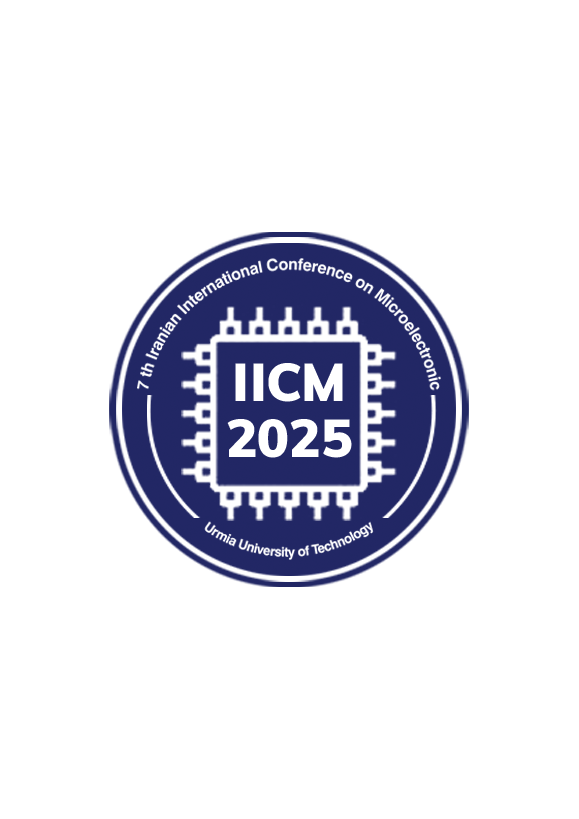 7 th Iranian International Conference on Microelectronic
IICM
2025
Urmia University of Technology